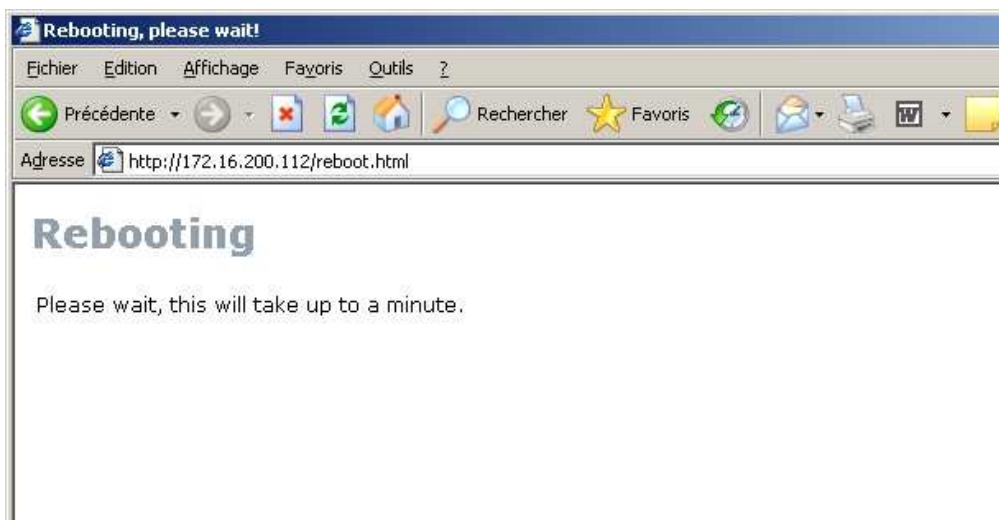 Rebooting, please wait!
Fichier Edition Affichage Favoris Outils ?
Précédente Rechercher Favoris
Adresse http://172.16.200.112/reboot.html
Rebooting
Please wait, this will take up to a minute.